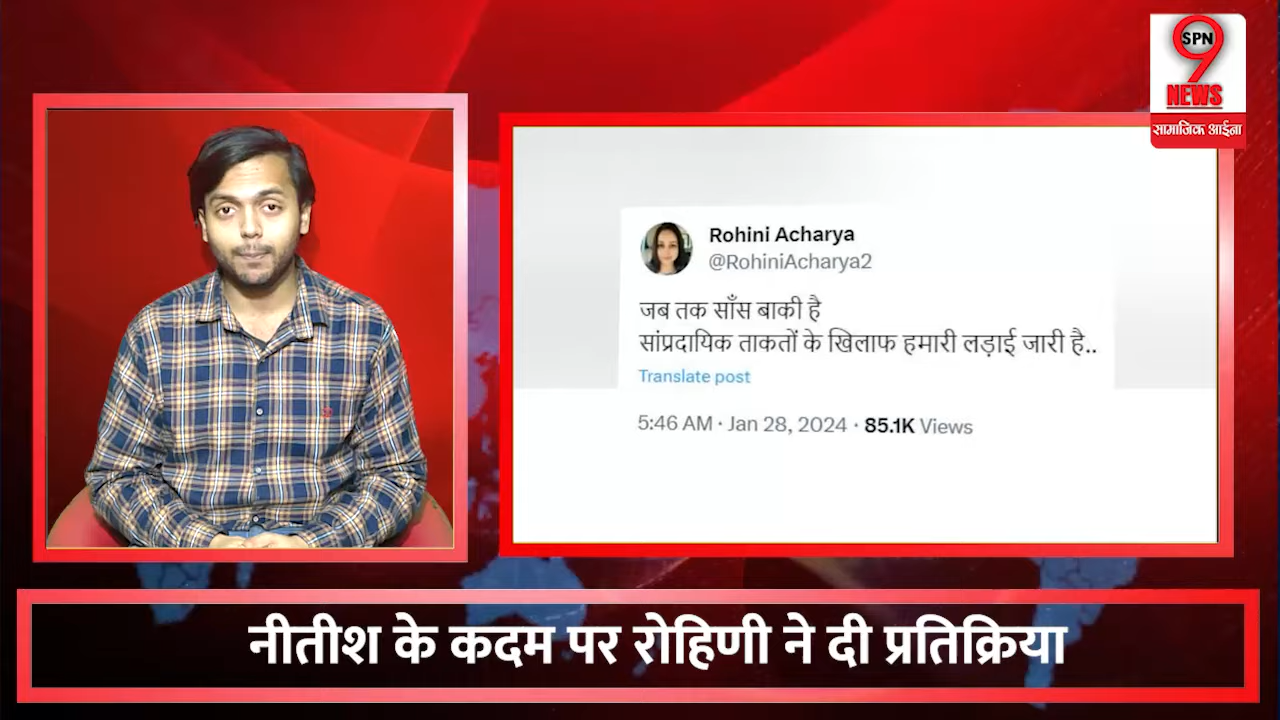 SPN
9
NEWS
सामाजिक आईना
Rohini Acharya
@RohiniAcharya2
जब तक साँस बाकी है
सांप्रदायिक ताकतों के खिलाफ हमारी लड़ाई जारी है..
Translate post
5:46 AM · Jan 28, 2024 · 85.1K Views
नीतीश के कदम पर रोहिणी ने दी प्रतिक्रिया